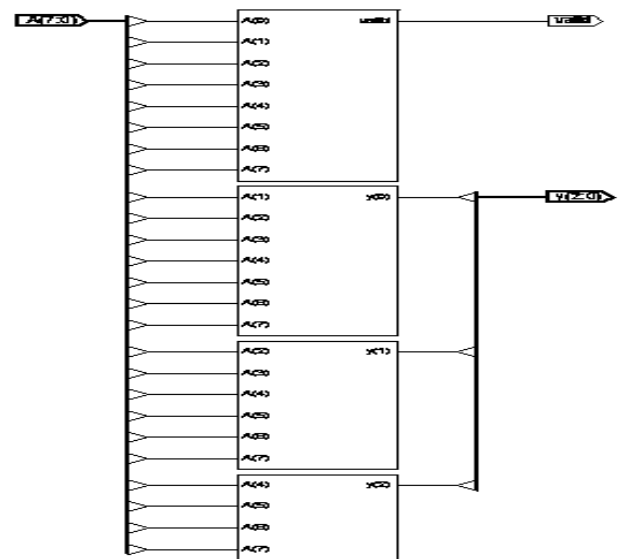 A(7:0) A(0) valid valid
A(1)
A(2)
A(3)
A(4)
A(5)
A(6)
A(7)
A(1) y(0) y(2:0)
A(2)
A(3)
A(4)
A(5)
A(6)
A(7)
A(2) y(1)
A(3)
A(4)
A(5)
A(6)
A(7)
A(4) y(2)
A(5)
A(6)
A(7)